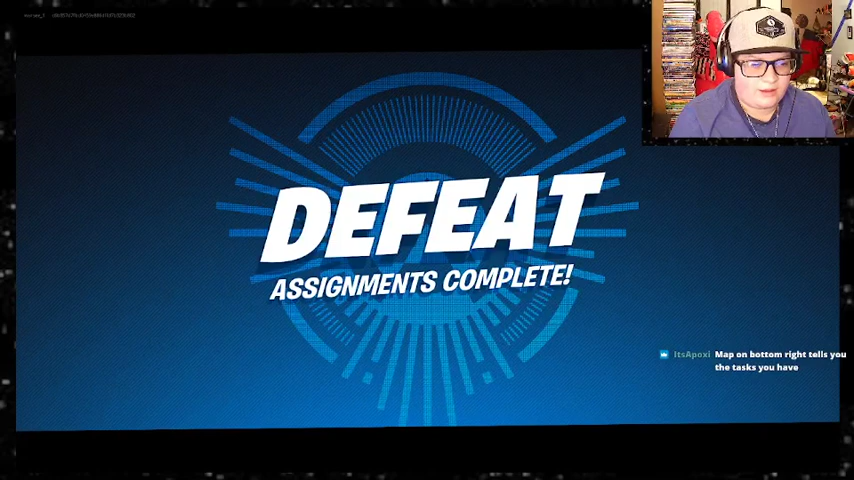 DEFEAT
ASSIGNMENTS COMPLETE!
ItsApoxi Map on bottom right tells you
the tasks you have